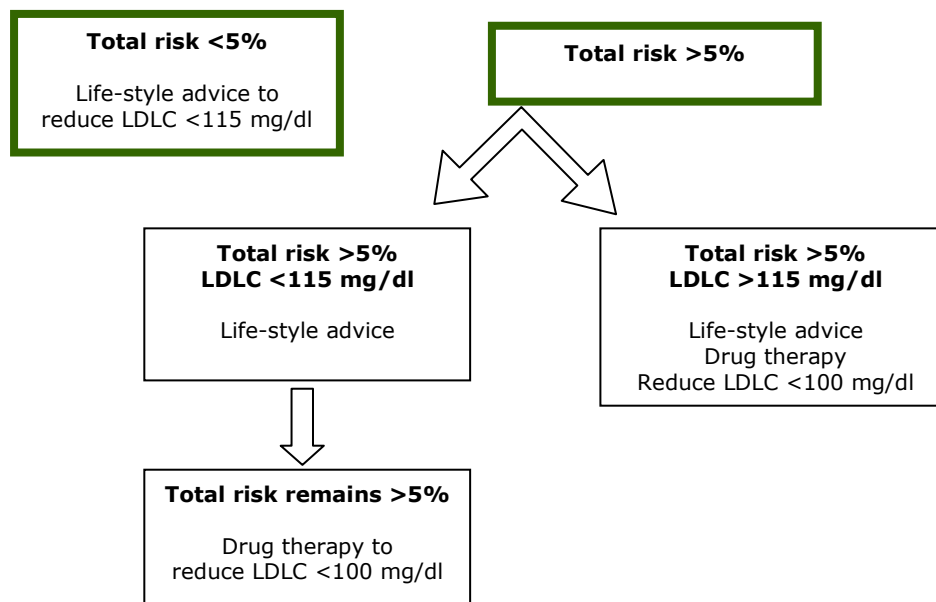 Total risk <5%
Life-style advice to
reduce LDLC <115 mg/dl
Total risk >5%
Total risk >5%
LDLC <115 mg/dl
Life-style advice
Total risk >5%
LDLC >115 mg/dl
Life-style advice
Drug therapy
Reduce LDLC <100 mg/dl
Total risk remains >5%
Drug therapy to
reduce LDLC <100 mg/dl